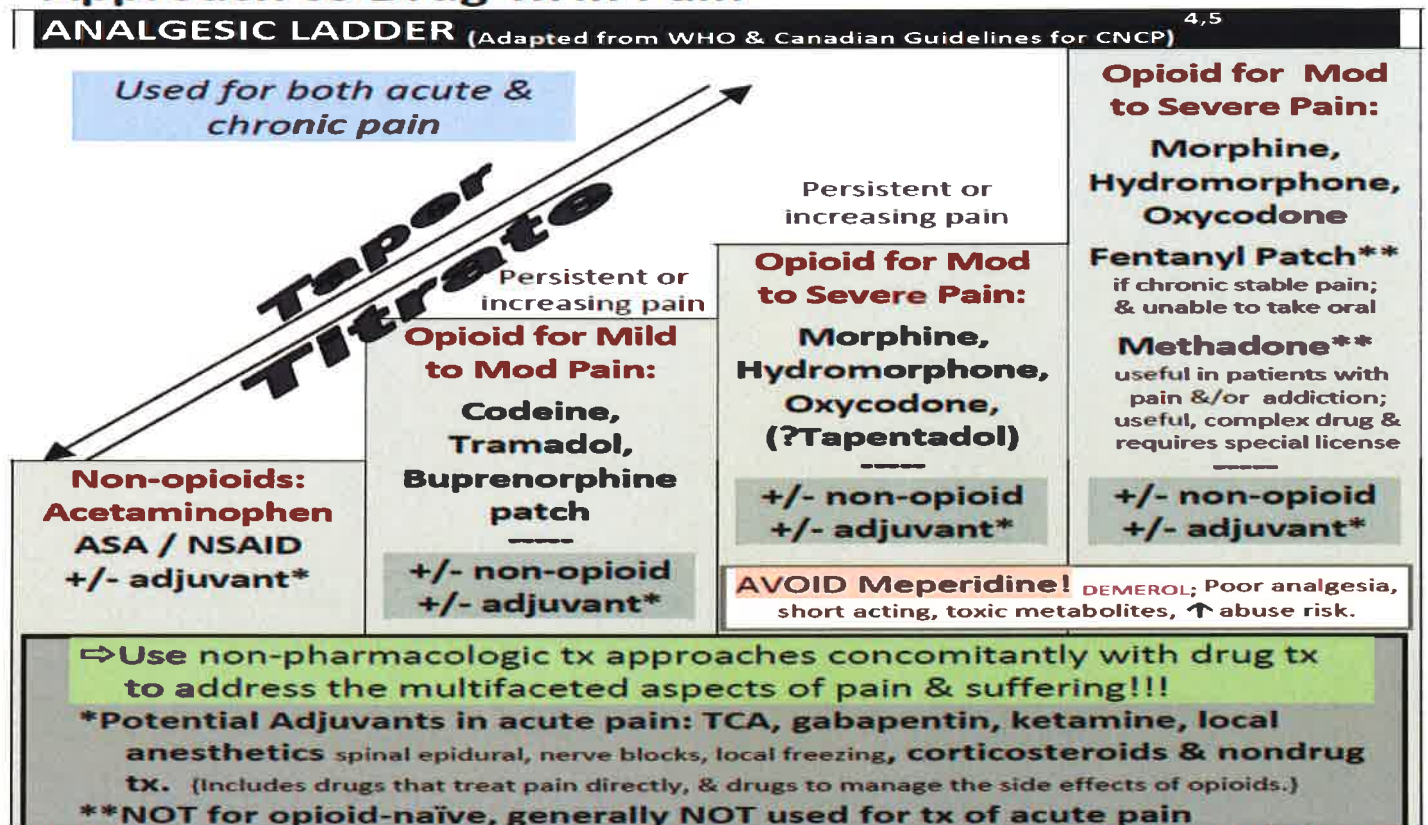 ANALGESIC LADDER (Adapted from WHO & Canadian Guidelines for CNCP) 4,5
Used for both acute &
chronic pain
Tapor
Titrate
Non-opioids:
Acetaminophen
ASA / NSAID
+/- adjuvant*
Persistent or
increasing pain
Opioid for Mild
to Mod Pain:
Codeine,
Tramadol,
Buprenorphine
patch
-----
+/- non-opioid
+/- adjuvant*
Persistent or
increasing pain
Opioid for Mod
to Severe Pain:
Morphine,
Hydromorphone,
Oxycodone,
(?Tapentadol)
-----
+/- non-opioid
+/- adjuvant*
Opioid for Mod
to Severe Pain:
Morphine,
Hydromorphone,
Oxycodone
Fentanyl Patch**
if chronic stable pain;
& unable to take oral
Methadone**
useful in patients with
pain &/or addiction;
useful, complex drug &
requires special license
-----
+/- non-opioid
+/- adjuvant*
AVOID Meperidine! DEMEROL; Poor analgesia,
short acting, toxic metabolites, ↑ abuse risk.
⇨Use non-pharmacologic tx approaches concomitantly with drug tx
to address the multifaceted aspects of pain & suffering!!!
*Potential Adjuvants in acute pain: TCA, gabapentin, ketamine, local
anesthetics spinal epidural, nerve blocks, local freezing, corticosteroids & nondrug
tx. {Includes drugs that treat pain directly, & drugs to manage the side effects of opioids.}
**NOT for opioid-naïve, generally NOT used for tx of acute pain